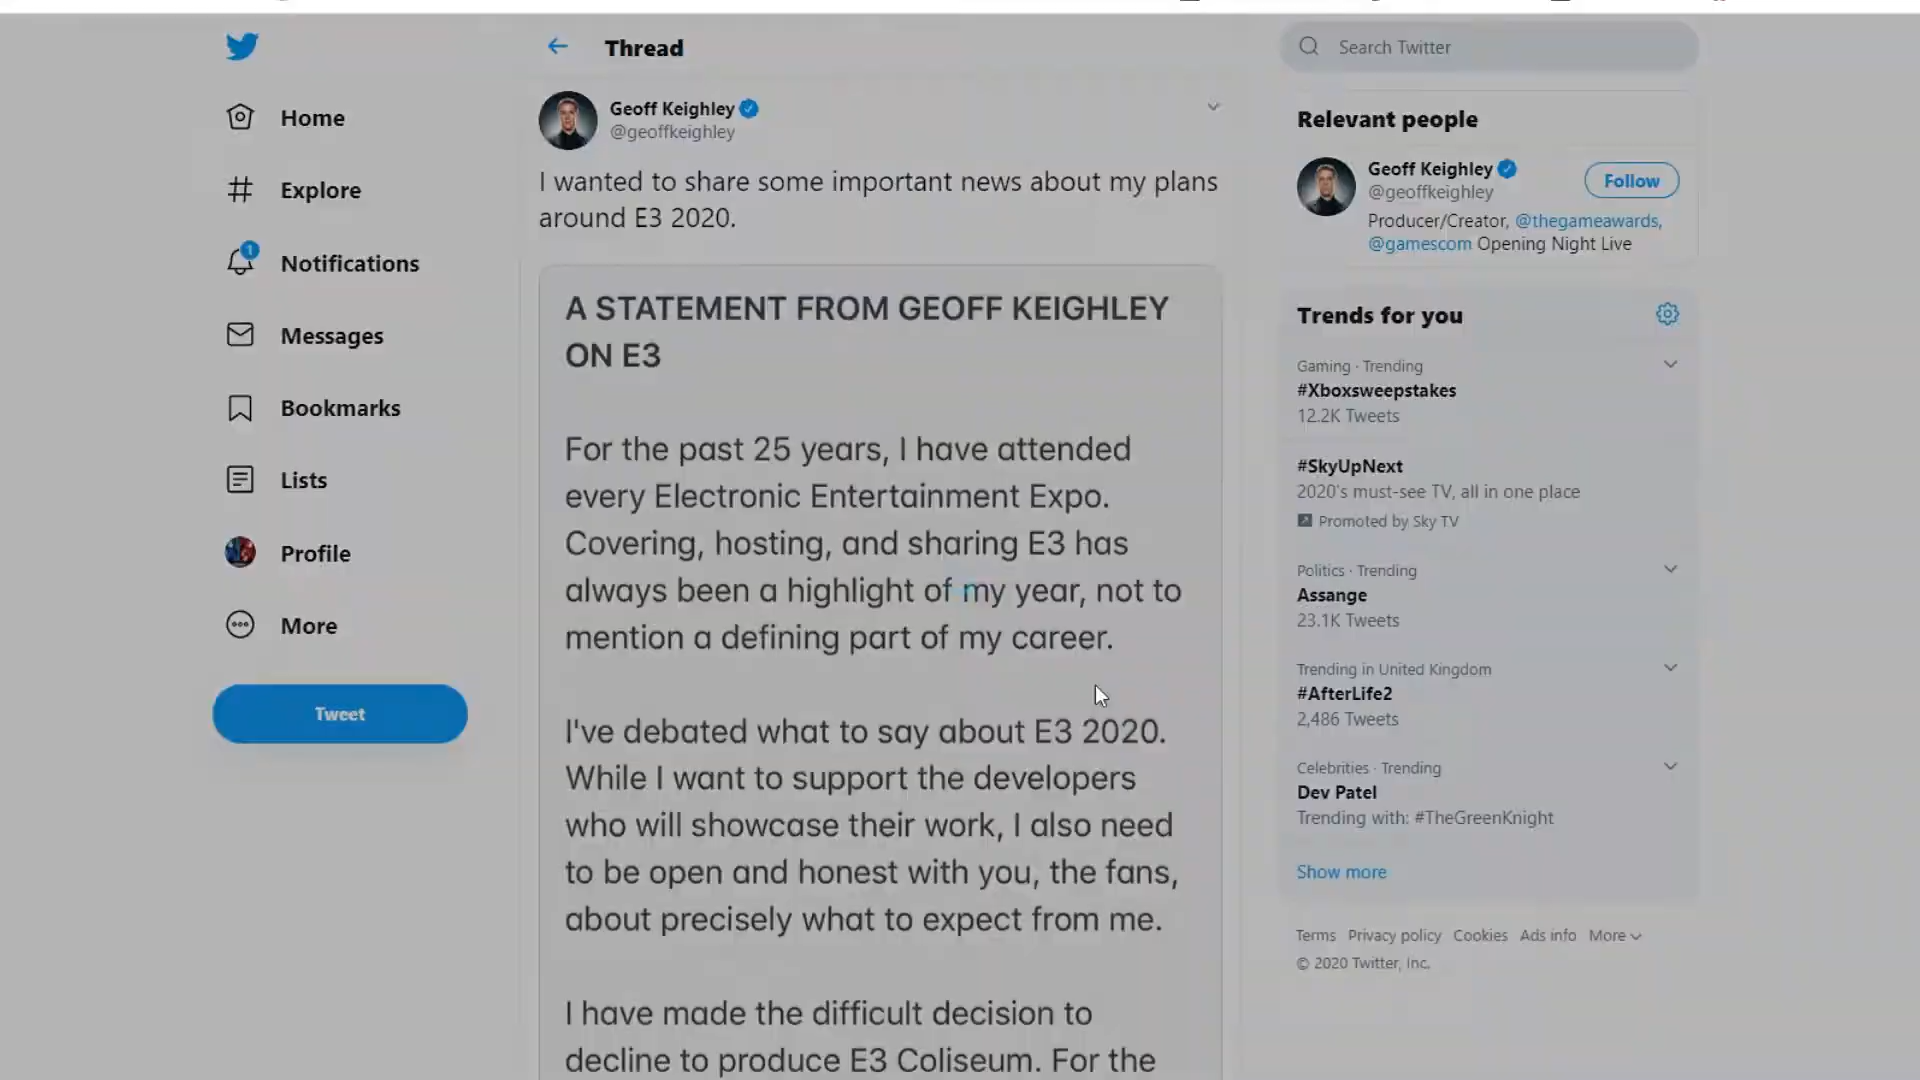 Home
Explore
1
Notifications
Messages
Bookmarks
Lists
Profile
More
Tweet
Thread
Geoff Keighley
@geoffkeighley
I wanted to share some important news about my plans
around E3 2020.
A STATEMENT FROM GEOFF KEIGHLEY
ON E3
For the past 25 years, I have attended
every Electronic Entertainment Expo.
Covering, hosting, and sharing E3 has
always been a highlight of my year, not to
mention a defining part of my career.
I've debated what to say about E3 2020.
While I want to support the developers
who will showcase their work, I also need
to be open and honest with you, the fans,
about precisely what to expect from me.
I have made the difficult decision to
decline to produce E3 Coliseum. For the
Search Twitter
Relevant people
Geoff Keighley
@geoffkeighley
Follow
Producer/Creator, @thegameawards,
@gamescom Opening Night Live
Trends for you
Gaming · Trending
#Xboxsweepstakes
12.2K Tweets
#SkyUpNext
2020's must-see TV, all in one place
Promoted by Sky TV
Politics · Trending
Assange
23.1K Tweets
Trending in United Kingdom
#AfterLife2
2,486 Tweets
Celebrities · Trending
Dev Patel
Trending with: #TheGreenKnight
Show more
Terms Privacy policy Cookies Ads info More
© 2020 Twitter, Inc.